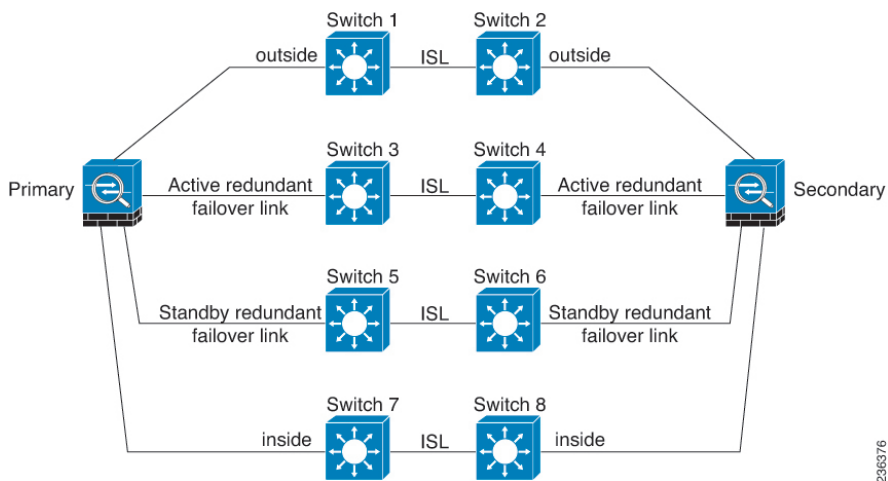 Switch 1
Switch 2
outside
ISL
outside
Switch 3
Switch 4
Primary
Active redundant
failover link
ISL
Active redundant
failover link
Secondary
Switch 5
Switch 6
Standby redundant
failover link
ISL
Standby redundant
failover link
Switch 7
Switch 8
inside
ISL
inside
236376